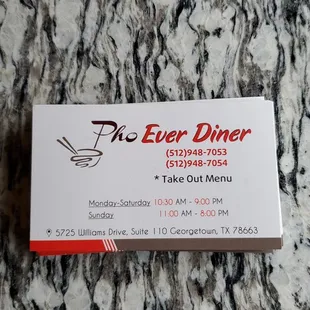 Pho Ever Diner
(512)948-7053
(512)948-7054
* Take Out Menu
Monday-Saturday 10:30 AM - 9:00 PM
Sunday 11:00 AM - 8:00 PM
5725 Williams Drive, Suite 110 Georgetown, TX 78663